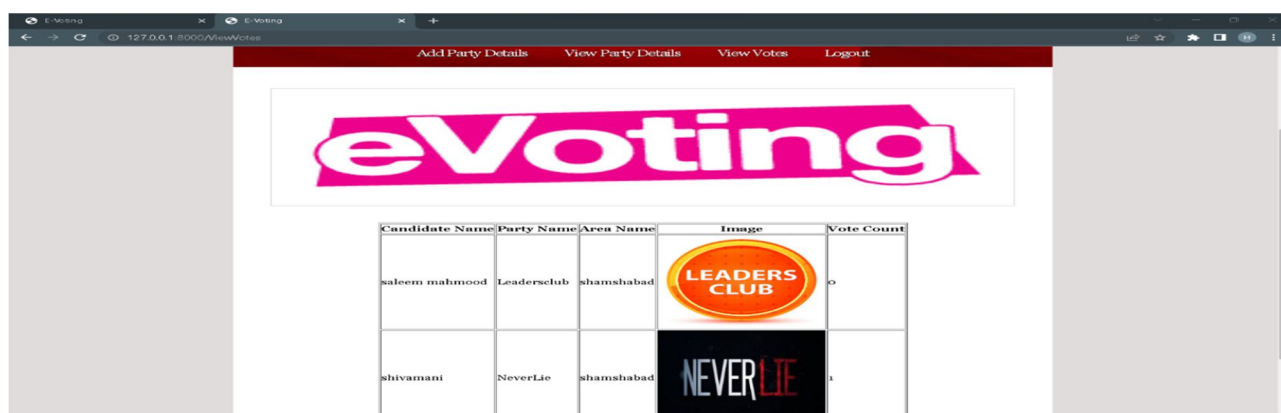 E-Voting
E-Voting
127.0.0.1:8000/ViewVotes
H
Add Party Details View Party Details View Votes Logout
eVoting
Candidate Name Party Name Area Name Image Vote Count
saleem mahmood Leadersclub shamshabad LEADERS CLUB 0
shivamani NeverLie shamshabad NEVERLIE 1